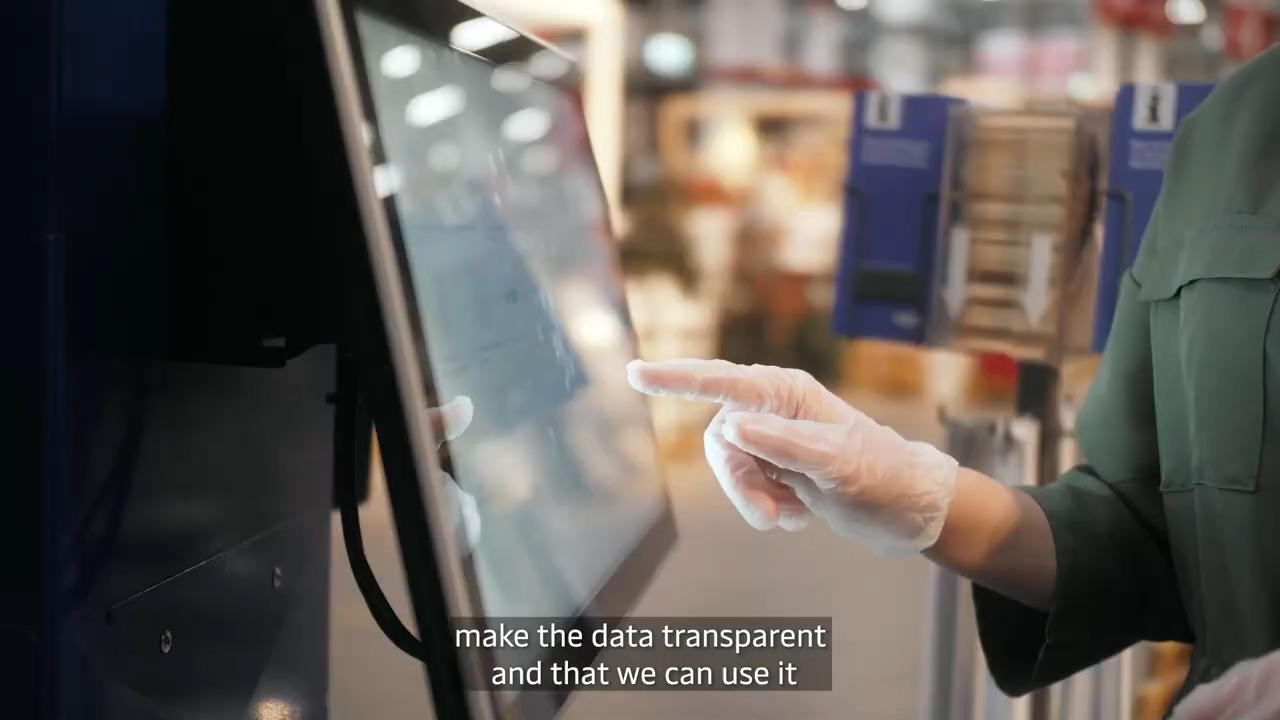 make the data transparent
and that we can use it